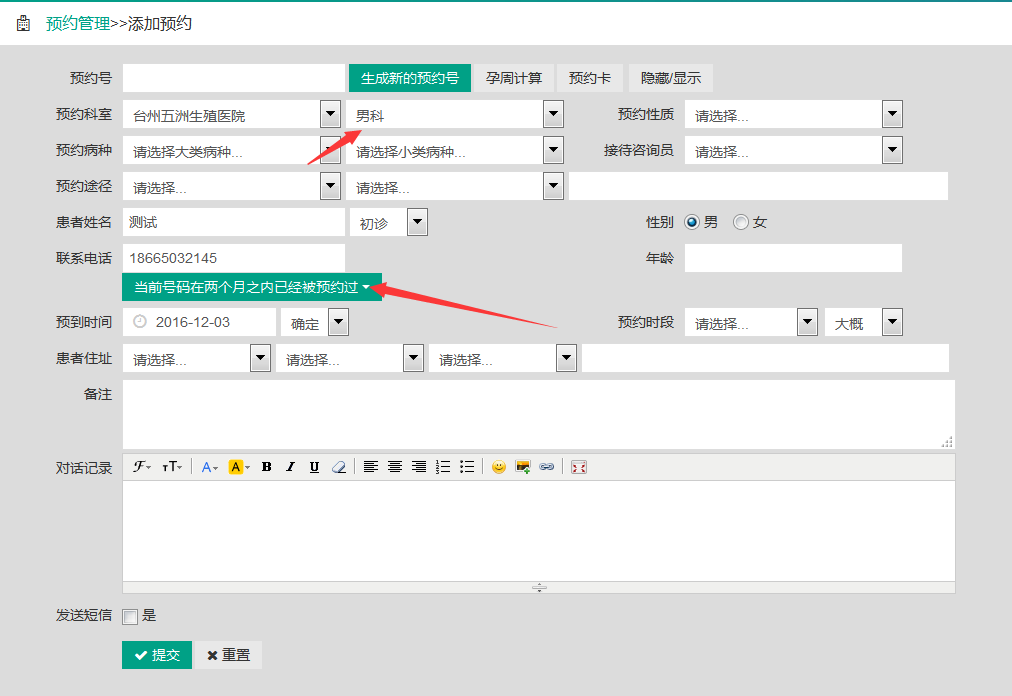 预约管理>>添加预约
预约号 生成新的预约号 孕周计算 预约卡 隐藏/显示
预约科室 台州五洲生殖医院 男科 预约性质 请选择...
预约病种 请选择大类病种... 请选择小类病种... 接待咨询员 请选择...
预约途径 请选择... 请选择...
患者姓名 测试 初诊 性别 男 女
联系电话 18665032145 年龄
当前号码在两个月之内已经被预约过
预到时间 2016-12-03 确定 预约时段 请选择... 大概
患者住址 请选择... 请选择... 请选择...
备注
对话记录 F TT A A B I U
发送短信 是
提交 重置